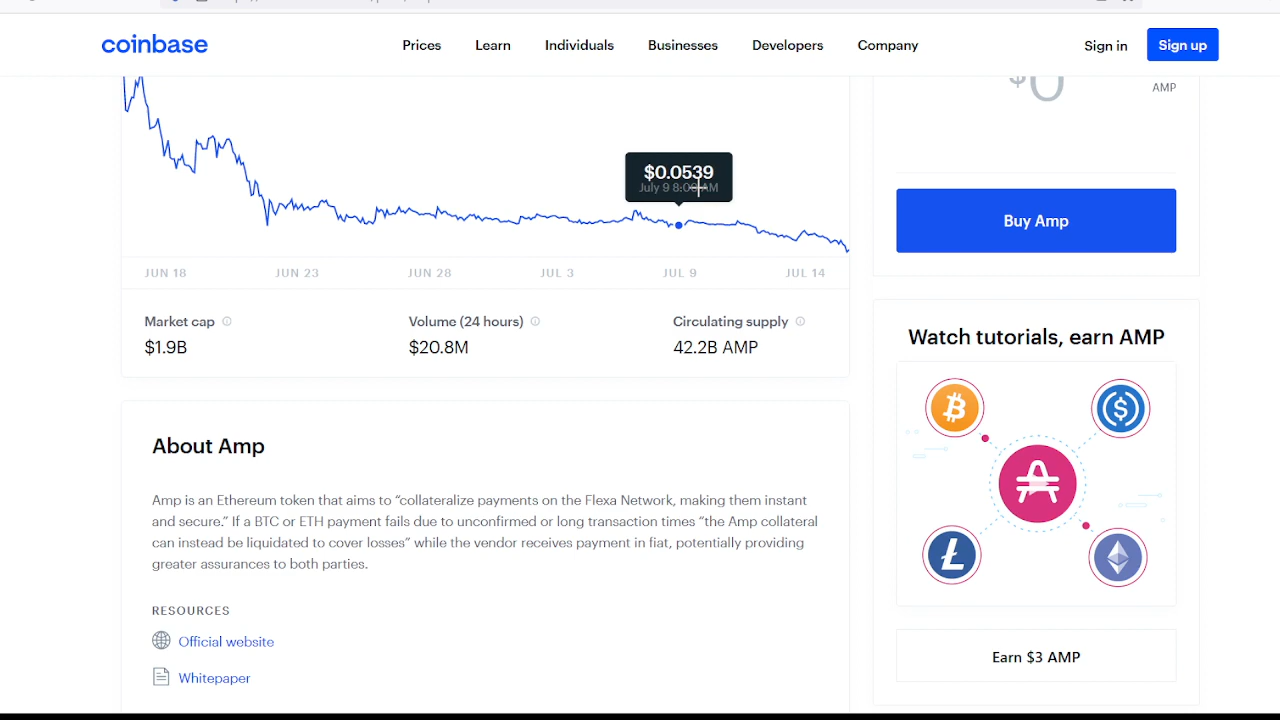 coinbase
Prices
Learn
Individuals
Businesses
Developers
Company
Sign in
Sign up
$0
AMP
$0.0539
July 9 8:00 AM
Buy Amp
JUN 18
JUN 23
JUN 28
JUL 3
JUL 9
JUL 14
Market cap
$1.9B
Volume (24 hours)
$20.8M
Circulating supply
42.2B AMP
Watch tutorials, earn AMP
About Amp
Amp is an Ethereum token that aims to “collateralize payments on the Flexa Network, making them instant
and secure.” If a BTC or ETH payment fails due to unconfirmed or long transaction times “the Amp collateral
can instead be liquidated to cover losses” while the vendor receives payment in fiat, potentially providing
greater assurances to both parties.
RESOURCES
Official website
Whitepaper
Earn $3 AMP